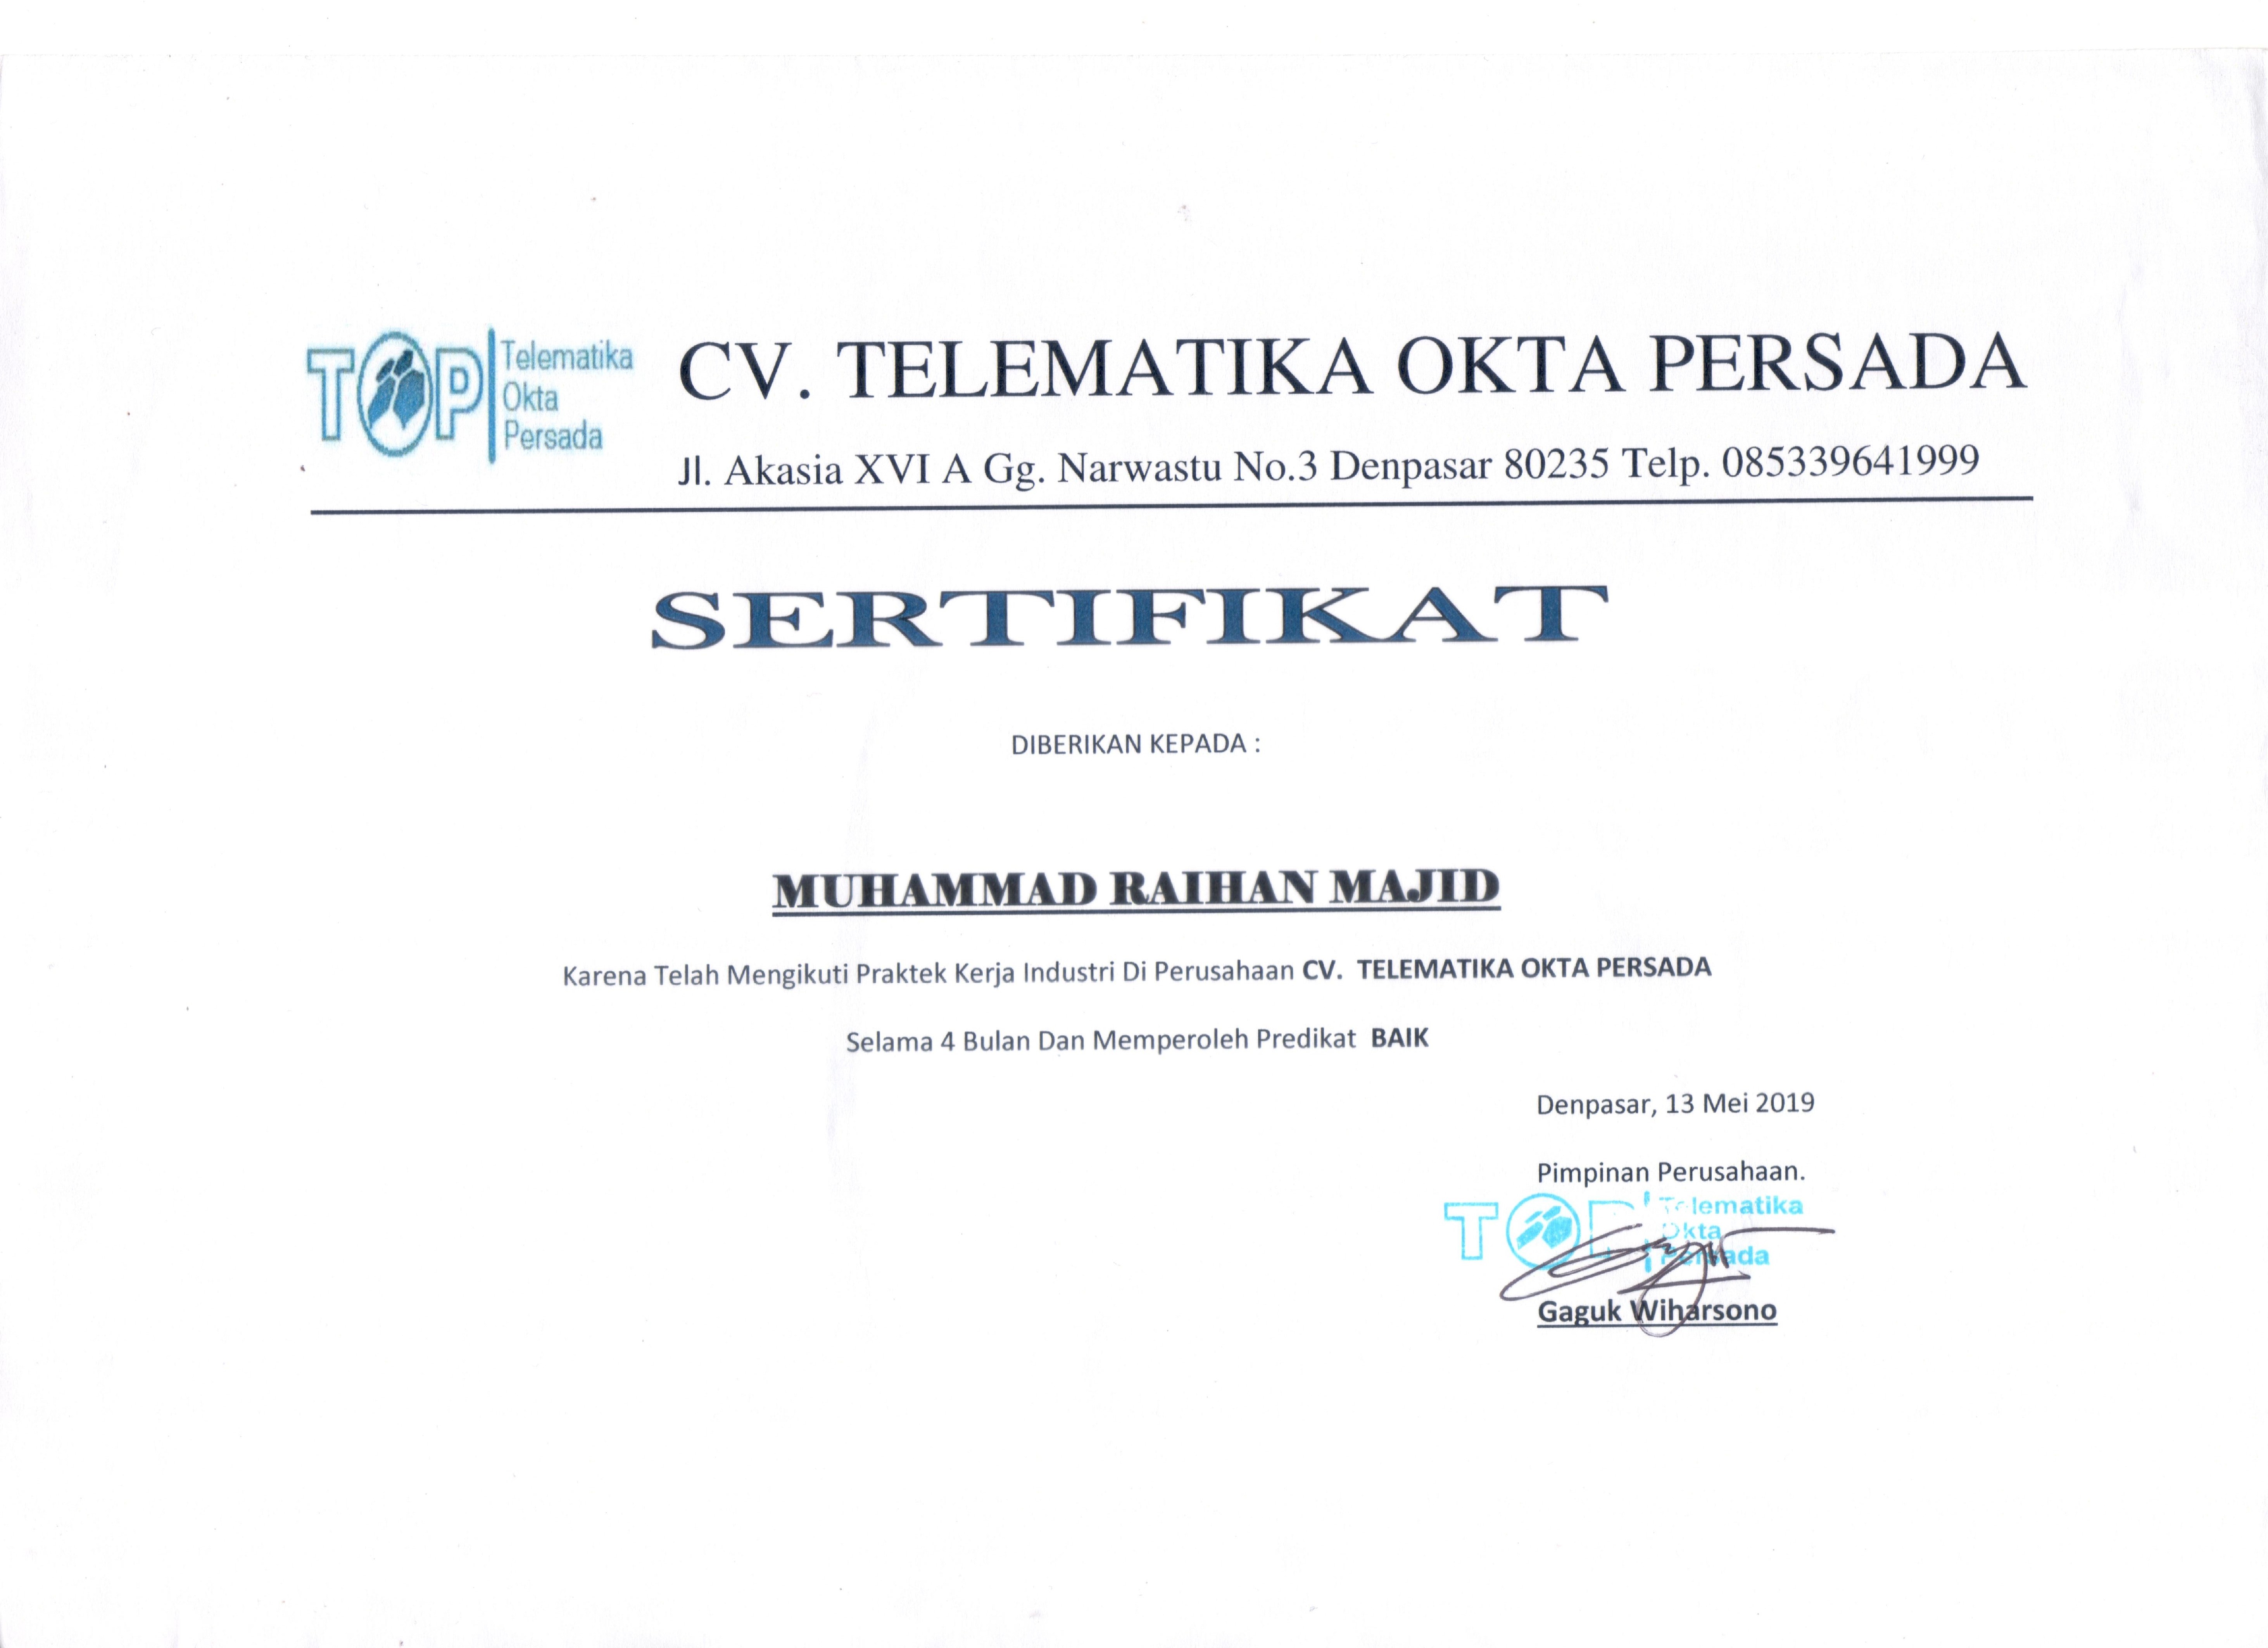 TOP Telematika
Okta
Persada
CV. TELEMATIKA OKTA PERSADA
Jl. Akasia XVI A Gg. Narwastu No.3 Denpasar 80235 Telp. 085339641999
SERTIFIKAT
DIBERIKAN KEPADA :
MUHAMMAD RAIHAN MAJID
Karena Telah Mengikuti Praktek Kerja Industri Di Perusahaan CV. TELEMATIKA OKTA PERSADA
Selama 4 Bulan Dan Memperoleh Predikat BAIK
Denpasar, 13 Mei 2019
Pimpinan Perusahaan.
TOP Telematika
Okta
Persada
Gaguk Wiharsono